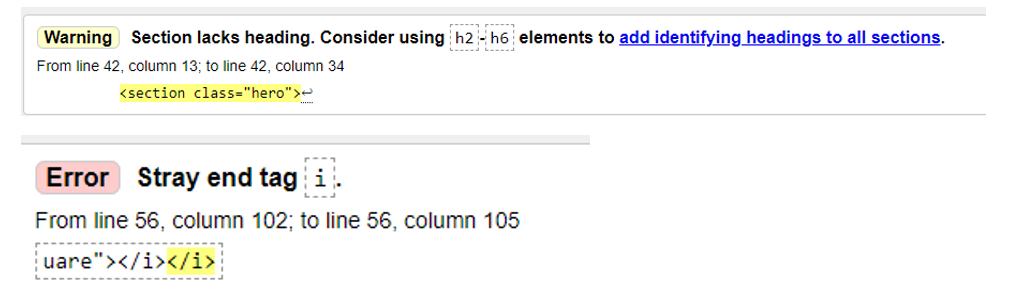 Warning Section lacks heading. Consider using h2-h6 elements to add identifying headings to all sections.
From line 42, column 13; to line 42, column 34
<section class="hero">↩
Error Stray end tag i.
From line 56, column 102; to line 56, column 105
uare"></i></i>